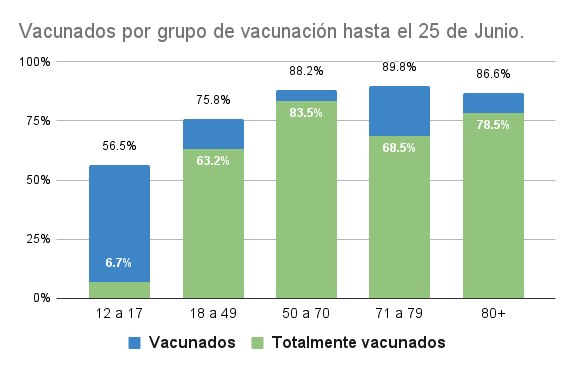 Vacunados por grupo de vacunación hasta el 25 de Junio.
100%
75%
50%
25%
0%
56.5%
6.7%
75.8%
63.2%
88.2%
83.5%
89.8%
68.5%
86.6%
78.5%
12 a 17
18 a 49
50 a 70
71 a 79
80+
Vacunados
Totalmente vacunados